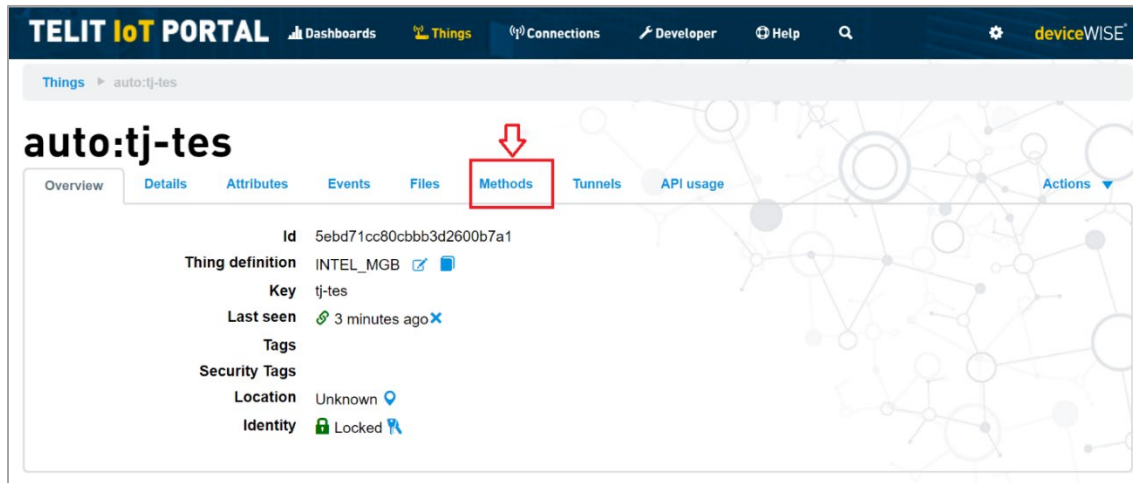 TELIT IoT PORTAL Dashboards Things Connections Developer Help deviceWISE
Things auto:tj-tes
auto:tj-tes
Overview Details Attributes Events Files Methods Tunnels API usage Actions
Id 5ebd71cc80cbbb3d2600b7a1
Thing definition INTEL_MGB
Key tj-tes
Last seen 3 minutes ago
Tags
Security Tags
Location Unknown
Identity Locked